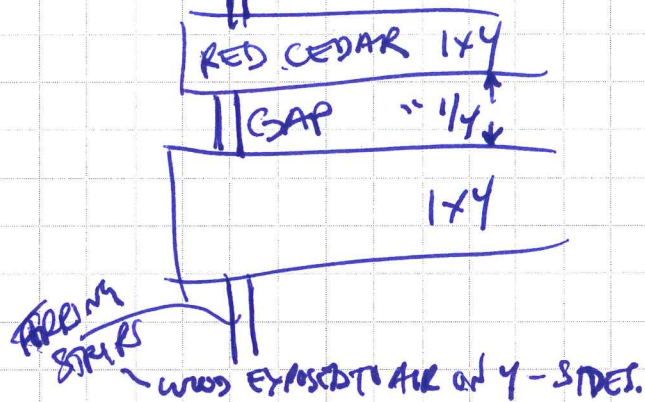 RED CEDAR 1x4
GAP ~ 1/4
1x4
FURRING
STRIPS
~ WOOD EXPOSED TO AIR ON 4-SIDES.